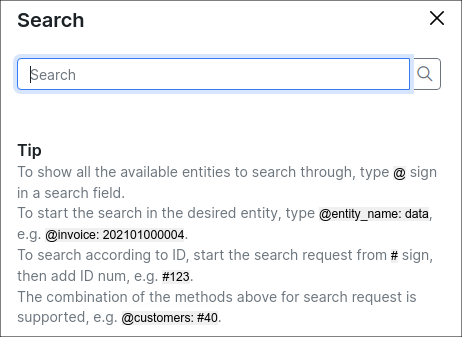 Search
Search
Tip
To show all the available entities to search through, type @ sign
in a search field.
To start the search in the desired entity, type @entity_name: data,
e.g. @invoice: 202101000004.
To search according to ID, start the search request from # sign,
then add ID num, e.g. #123.
The combination of the methods above for search request is
supported, e.g. @customers: #40.